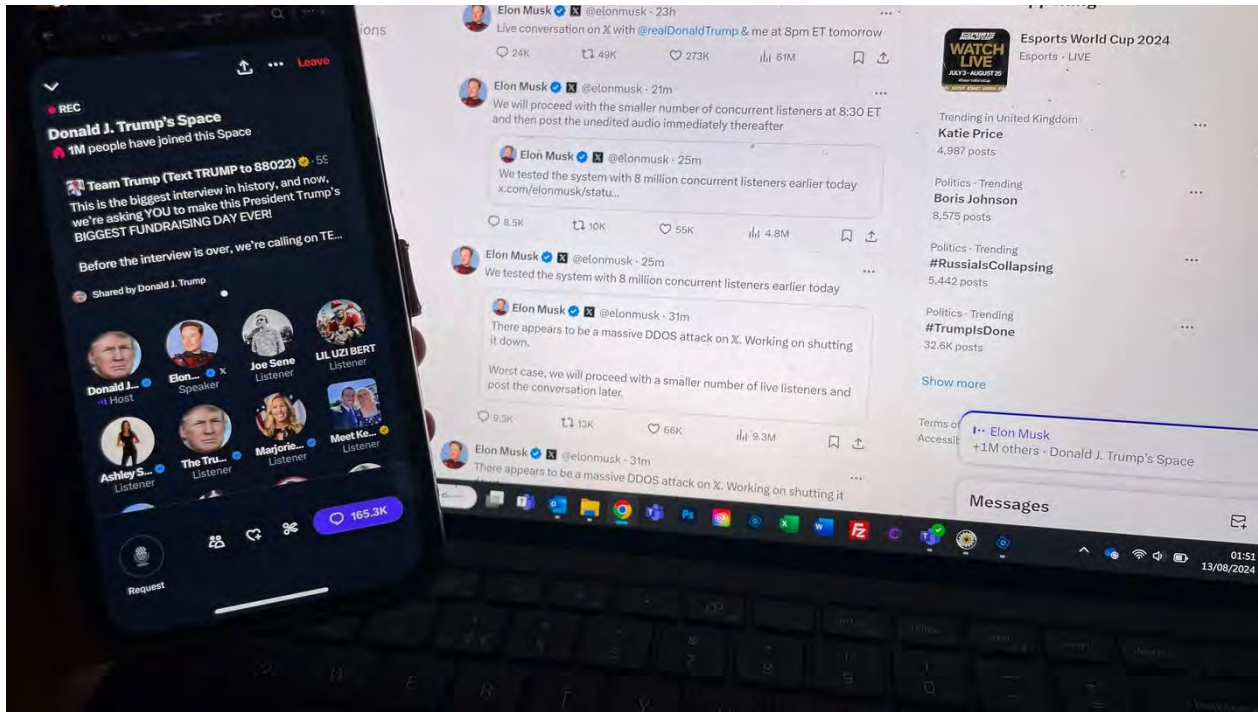 Leave
REC
Donald J. Trump's Space
1M people have joined this Space
Team Trump (Text TRUMP to 88022)
This is the biggest interview in history, and now,
we're asking YOU to make this President Trump's
BIGGEST FUNDRAISING DAY EVER!
Before the interview is over, we're calling on TE...
Shared by Donald J. Trump
Donald J...
Host
Elon...
Speaker
Joe Sene
Listener
LIL UZI BERT
Listener
Ashley S...
Listener
The Tru...
Listener
Marjorie...
Listener
Meet Ke...
Listener
Request
165.3K
ions
Elon Musk @elonmusk · 23h
Live conversation on X with @realDonaldTrump & me at 8pm ET tomorrow
24K 49K 273K 61M
Elon Musk @elonmusk · 21m
We will proceed with the smaller number of concurrent listeners at 8:30 ET
and then post the unedited audio immediately thereafter
Elon Musk @elonmusk · 25m
We tested the system with 8 million concurrent listeners earlier today
x.com/elonmusk/statu...
8.5K 10K 55K 4.8M
Elon Musk @elonmusk · 25m
We tested the system with 8 million concurrent listeners earlier today
Elon Musk @elonmusk · 31m
There appears to be a massive DDOS attack on X. Working on shutting
it down.
Worst case, we will proceed with a smaller number of live listeners and
post the conversation later.
9.3K 13K 66K 9.3M
Elon Musk @elonmusk · 31m
There appears to be a massive DDOS attack on X. Working on shutting it
WATCH
LIVE
JULY 3 - AUGUST 25
Esports World Cup 2024
Esports · LIVE
Trending in United Kingdom
Katie Price
4,987 posts
Politics · Trending
Boris Johnson
8,575 posts
Politics · Trending
#RussiaIsCollapsing
5,442 posts
Politics · Trending
#TrumpIsDone
32.6K posts
Show more
Terms of
Accessib
Elon Musk
+1M others · Donald J. Trump's Space
Messages
Ps
Fz
01:51
13/08/2024